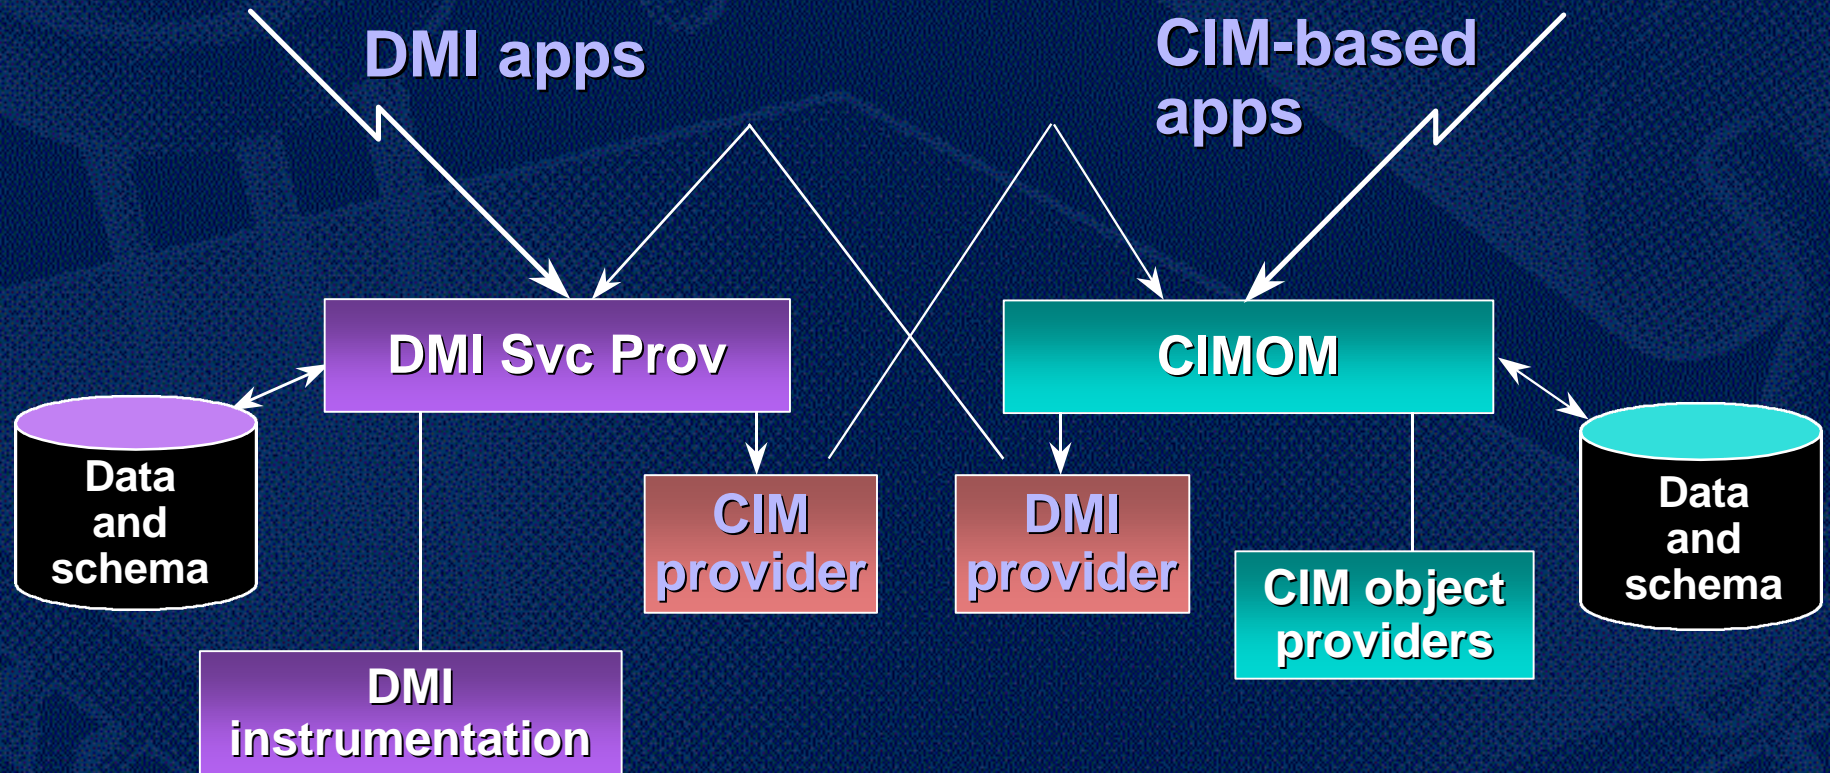 DMI apps
CIM-based
apps
DMI Svc Prov
CIMOM
Data
and
schema
CIM
provider
DMI
provider
Data
and
schema
CIM object
providers
DMI
instrumentation